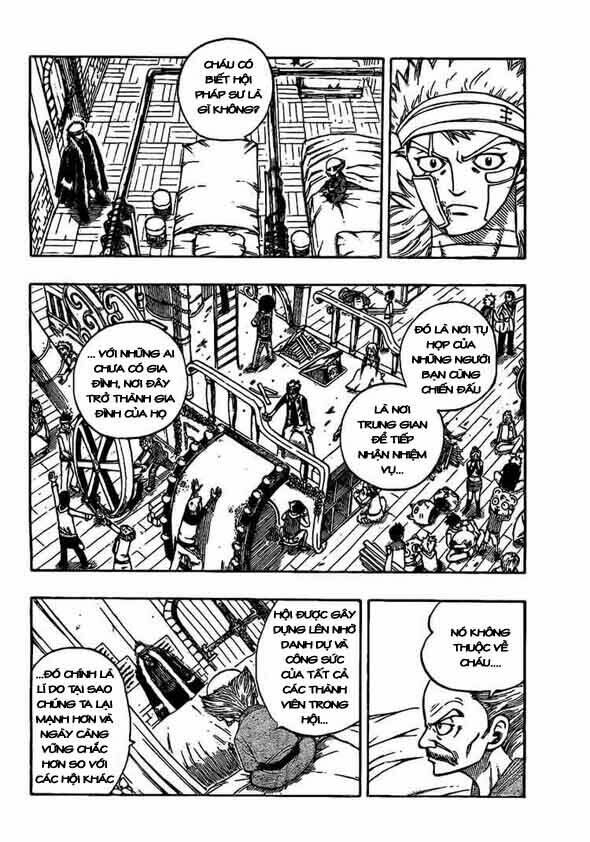 CHÁU CÓ
BIẾT HỘI
PHÁP SƯ LÀ
GÌ KHÔNG?
ĐÓ LÀ NƠI TỤ
HỌP CỦA
NHỮNG NGƯỜI
BẠN CÙNG
CHIẾN ĐẤU
LÀ NƠI
TRUNG GIAN
ĐỂ TIẾP
NHẬN NHIỆM
VỤ...
... VỚI NHỮNG AI
CHƯA CÓ GIA
ĐÌNH, NƠI ĐÂY
TRỞ THÀNH GIA
ĐÌNH CỦA HỌ
NÓ KHÔNG
THUỘC VỀ
CHÁU....
HỘI ĐƯỢC GÂY
DỰNG LÊN NHỜ
DANH DỰ VÀ
CÔNG SỨC
CỦA TẤT CẢ
CÁC THÀNH
VIÊN TRONG
HỘI...
...ĐÓ CHÍNH LÀ
LÍ DO TẠI SAO
CHÚNG TA LẠI
MẠNH HƠN VÀ
NGÀY CÀNG
VỮNG CHẮC
HƠN SO VỚI
CÁC HỘI KHÁC